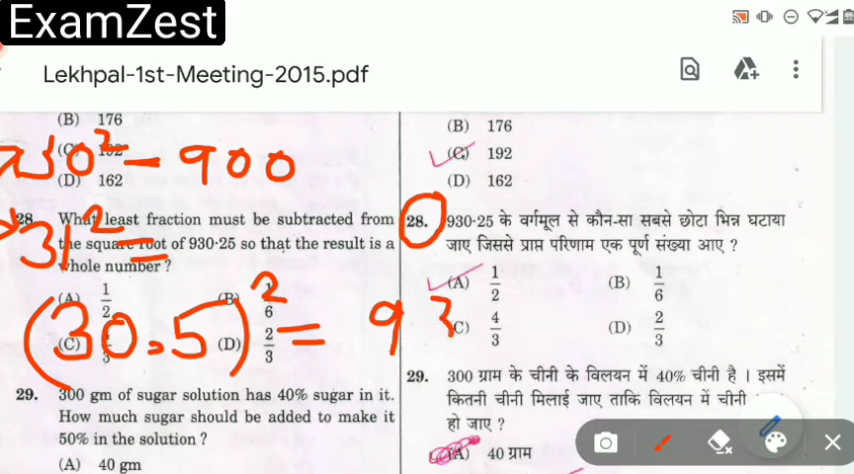 ExamZest
Lekhpal-1st-Meeting-2015.pdf
(B) 176
(C) 192
(D) 162
30² - 900
31² =
28. What least fraction must be subtracted from
the square root of 930·25 so that the result is a
whole number ?
(A) 1/2 (B) 1/6
(C) (D) 2/3
(30.5)² = 93
29. 300 gm of sugar solution has 40% sugar in it.
How much sugar should be added to make it
50% in the solution ?
(A) 40 gm
(B) 176
(C) 192
(D) 162
28. 930·25 के वर्गमूल से कौन-सा सबसे छोटा भिन्न घटाया
जाए जिससे प्राप्त परिणाम एक पूर्ण संख्या आए ?
(A) 1/2 (B) 1/6
(C) 4/3 (D) 2/3
29. 300 ग्राम के चीनी के विलयन में 40% चीनी है । इसमें
कितनी चीनी मिलाई जाए ताकि विलयन में चीनी
हो जाए ?
(A) 40 ग्राम